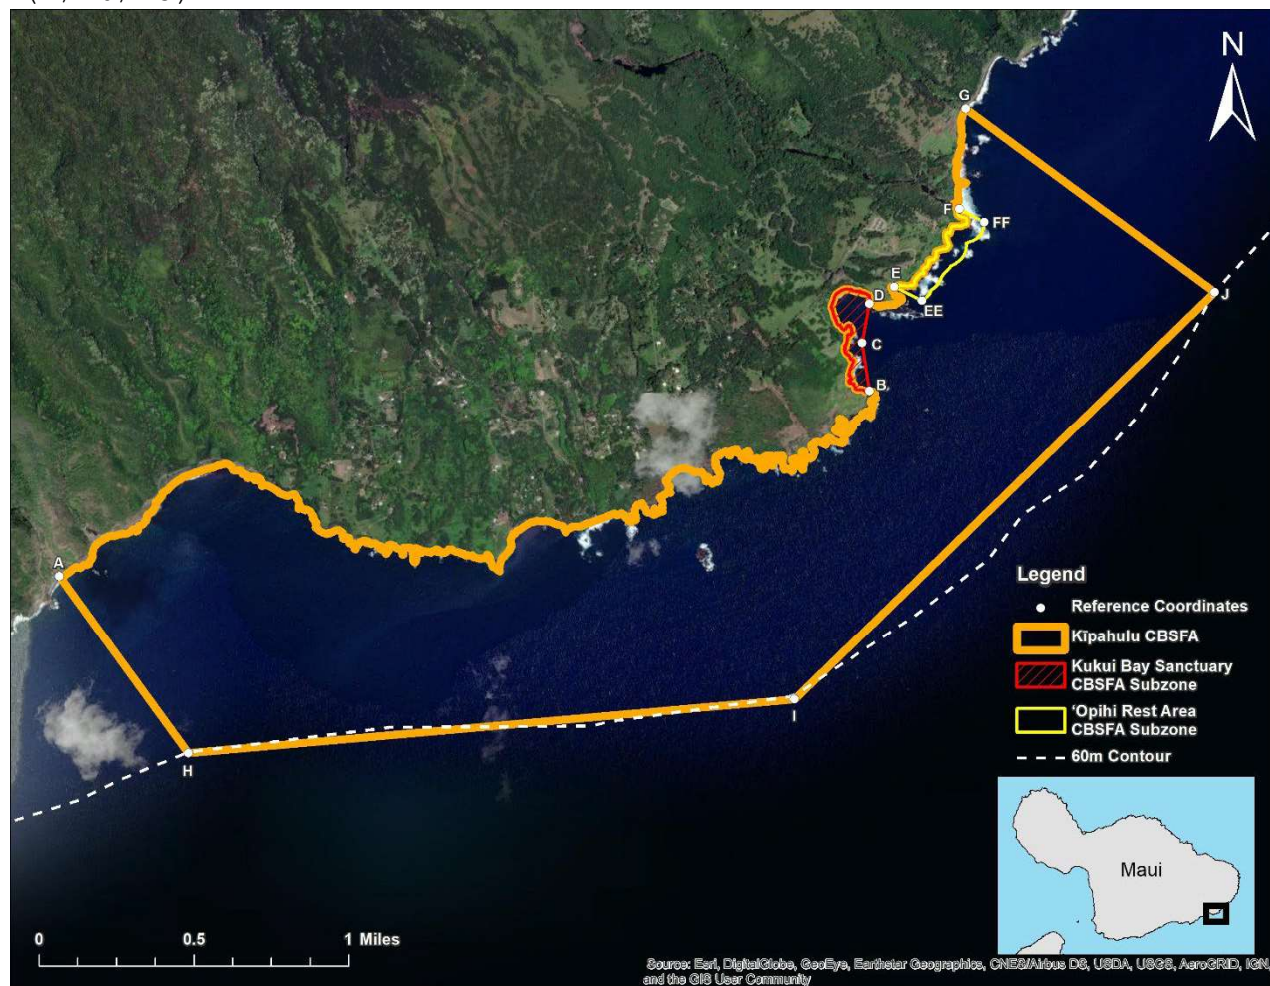 N
G
F
FF
E
D
EE
J
C
B
A
H
I
Legend
Reference Coordinates
Kīpahulu CBSFA
Kukui Bay Sanctuary
CBSFA Subzone
ʻOpihi Rest Area
CBSFA Subzone
60m Contour
Maui
0 0.5 1 Miles
Source: Esri, DigitalGlobe, GeoEye, Earthstar Geographics, CNES/Airbus DS, USDA, USGS, AeroGRID, IGN,
and the GIS User Community